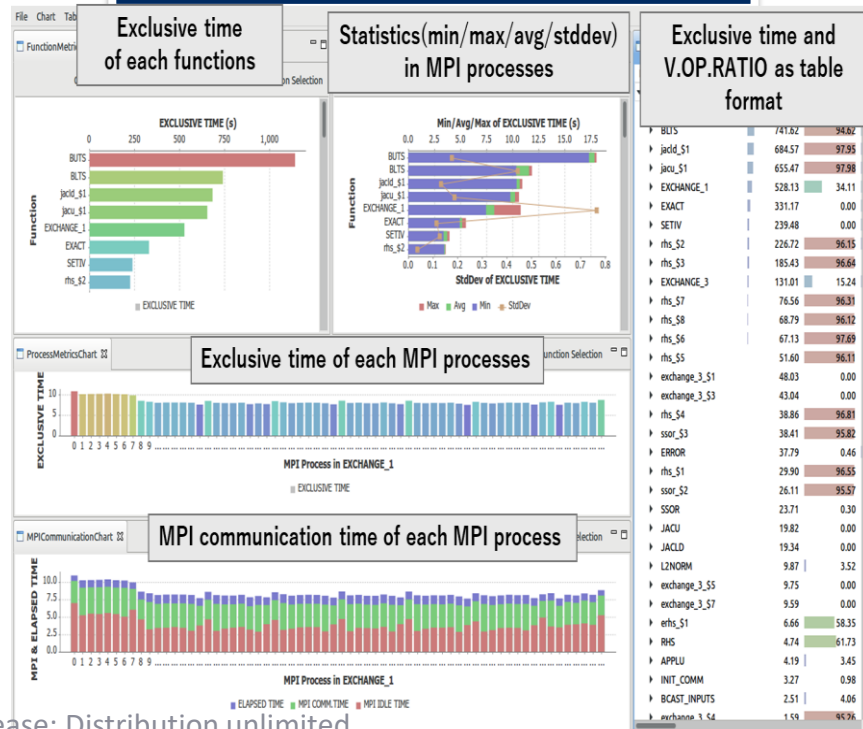 File Chart Tab
Exclusive time
of each functions
Statistics(min/max/avg/stddev)
in MPI processes
Exclusive time and
V.OP.RATIO as table
format
FunctionMetri
Selection
EXCLUSIVE TIME (s)
0 250 500 750 1,000
Function
BUTS
BLTS
jacld_$1
jacu_$1
EXCHANGE_1
EXACT
SETIV
rhs_$2
EXCLUSIVE TIME
Min/Avg/Max of EXCLUSIVE TIME (s)
0.0 2.5 5.0 7.5 10.0 12.5 15.0 17.5
Function
BUTS
BLTS
jacld_$1
jacu_$1
EXCHANGE_1
EXACT
SETIV
rhs_$2
0.0 0.1 0.2 0.3 0.4 0.5 0.6 0.7 0.8
StdDev of EXCLUSIVE TIME
Max Avg Min StdDev
ProcessMetricsChart
Exclusive time of each MPI processes
unction Selection
EXCLUSIVE TIME
10
5
0
0 1 2 3 4 5 6 7 8 9
MPI Process in EXCHANGE_1
EXCLUSIVE TIME
MPICommunicationChart
MPI communication time of each MPI process
election
MPI & ELAPSED TIME
10.0
7.5
5.0
2.5
0.0
0 1 2 3 4 5 6 7 8 9
MPI Process in EXCHANGE_1
ELAPSED TIME MPI COMM.TIME MPI IDLE TIME
BLTS 741.62 94.62
jacld_$1 684.57 97.95
jacu_$1 655.47 97.98
EXCHANGE_1 528.13 34.11
EXACT 331.17 0.00
SETIV 239.48 0.00
rhs_$2 226.72 96.15
rhs_$3 185.43 96.64
EXCHANGE_3 131.01 15.24
rhs_$7 76.56 96.31
rhs_$8 68.79 96.12
rhs_$6 67.13 97.69
rhs_$5 51.60 96.11
exchange_3_$1 48.03 0.00
exchange_3_$3 43.04 0.00
rhs_$4 38.86 96.81
ssor_$3 38.41 95.82
ERROR 37.79 0.46
rhs_$1 29.90 96.55
ssor_$2 26.11 95.57
SSOR 23.71 0.30
JACU 19.82 0.00
JACLD 19.34 0.00
L2NORM 9.87 3.52
exchange_3_$5 9.75 0.00
exchange_3_$7 9.59 0.00
erhs_$1 6.66 58.35
RHS 4.74 61.73
APPLU 4.19 3.45
INIT_COMM 3.27 0.98
BCAST_INPUTS 2.51 4.06
exchange_3_$4 1.59 95.26
ease: Distribution unlimited